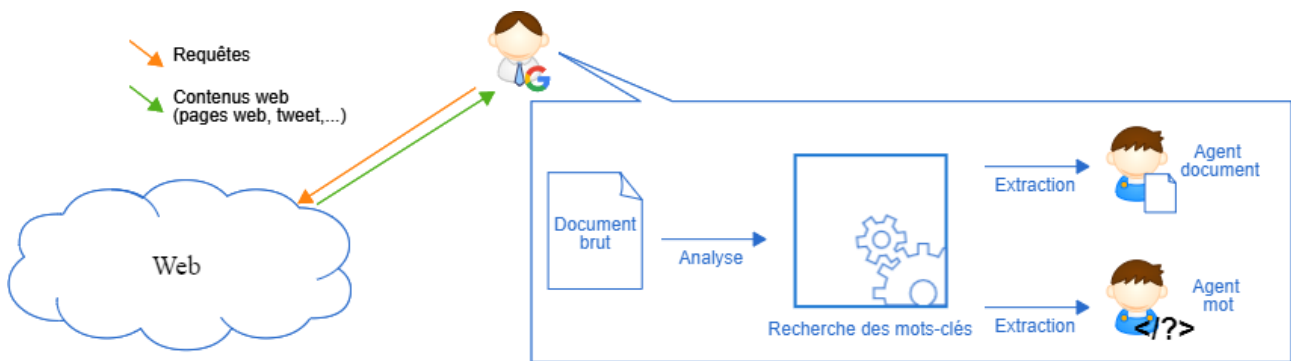 Requêtes
Contenus web
(pages web, tweet,...)
G
Web
Document
brut
Analyse
Recherche des mots-clés
Extraction
Agent
document
Extraction
Agent
mot
</?>